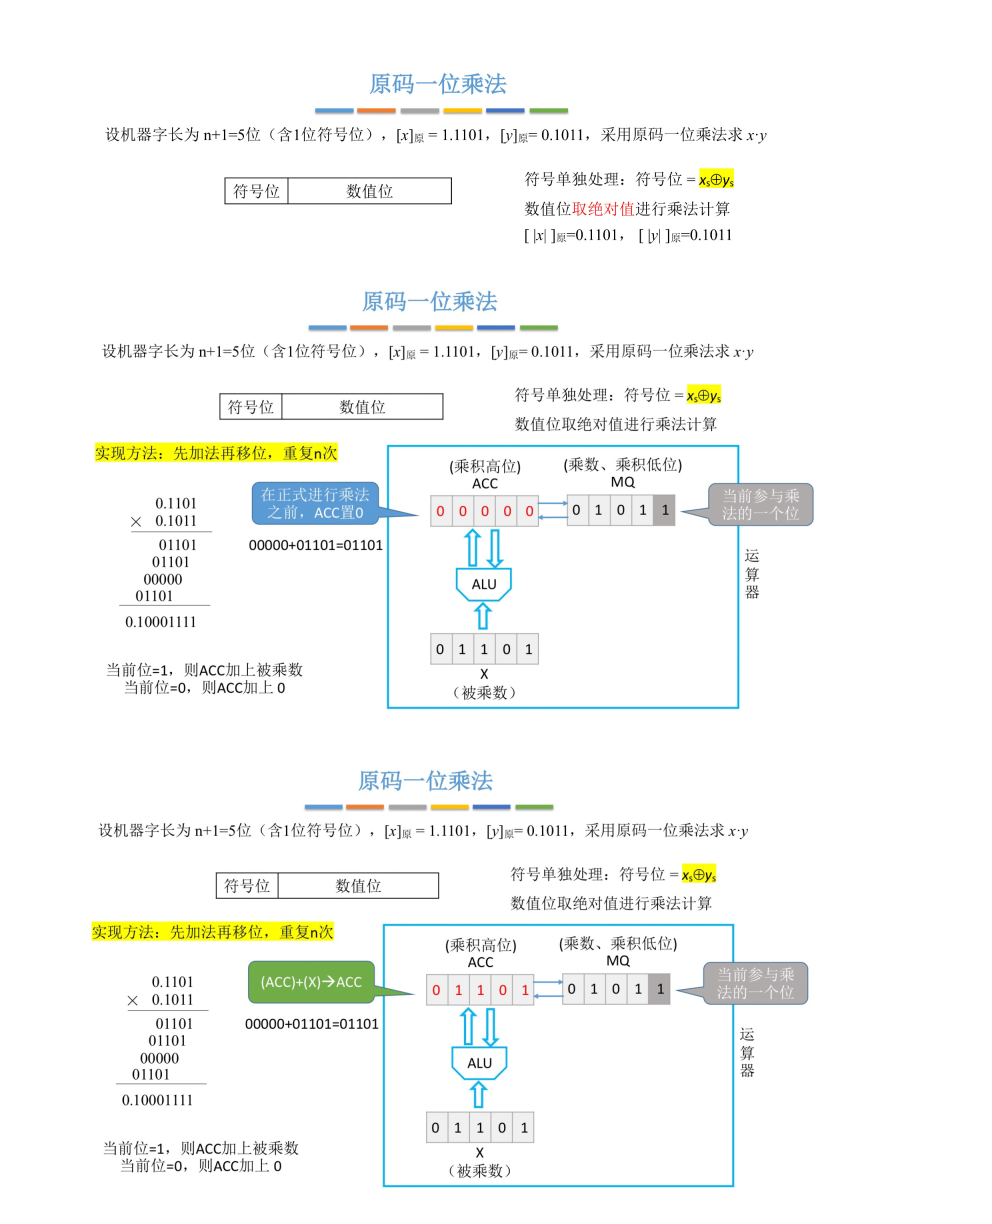 原码一位乘法
设机器字长为 n+1=5位（含1位符号位），[x]原 = 1.1101，[y]原= 0.1011，采用原码一位乘法求 x·y
符号位 数值位
符号单独处理：符号位 = xs⊕ys
数值位取绝对值进行乘法计算
[ |x| ]原=0.1101， [ |y| ]原=0.1011
原码一位乘法
设机器字长为 n+1=5位（含1位符号位），[x]原 = 1.1101，[y]原= 0.1011，采用原码一位乘法求 x·y
符号位 数值位
符号单独处理：符号位 = xs⊕ys
数值位取绝对值进行乘法计算
实现方法：先加法再移位，重复n次
0.1101
× 0.1011
01101
01101
00000
01101
0.10001111
当前位=1，则ACC加上被乘数
当前位=0，则ACC加上 0
在正式进行乘法
之前，ACC置0
00000+01101=01101
(乘积高位)
ACC
0 0 0 0 0
(乘数、乘积低位)
MQ
0 1 0 1 1
当前参与乘
法的一个位
ALU
0 1 1 0 1
X
（被乘数）
运
算
器
原码一位乘法
设机器字长为 n+1=5位（含1位符号位），[x]原 = 1.1101，[y]原= 0.1011，采用原码一位乘法求 x·y
符号位 数值位
符号单独处理：符号位 = xs⊕ys
数值位取绝对值进行乘法计算
实现方法：先加法再移位，重复n次
0.1101
× 0.1011
01101
01101
00000
01101
0.10001111
当前位=1，则ACC加上被乘数
当前位=0，则ACC加上 0
(ACC)+(X)→ACC
00000+01101=01101
(乘积高位)
ACC
0 1 1 0 1
(乘数、乘积低位)
MQ
0 1 0 1 1
当前参与乘
法的一个位
ALU
0 1 1 0 1
X
（被乘数）
运
算
器